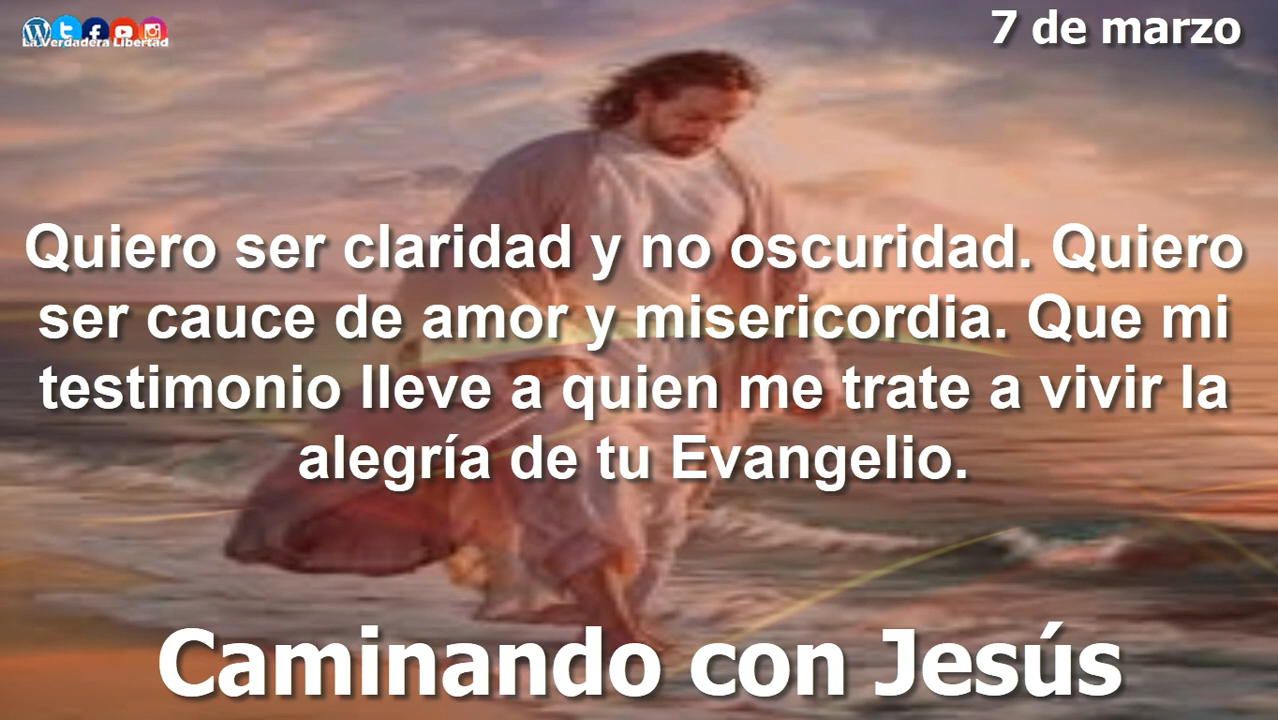 La Verdadera Libertad
7 de marzo
Quiero ser claridad y no oscuridad. Quiero
ser cauce de amor y misericordia. Que mi
testimonio lleve a quien me trate a vivir la
alegría de tu Evangelio.
Caminando con Jesús